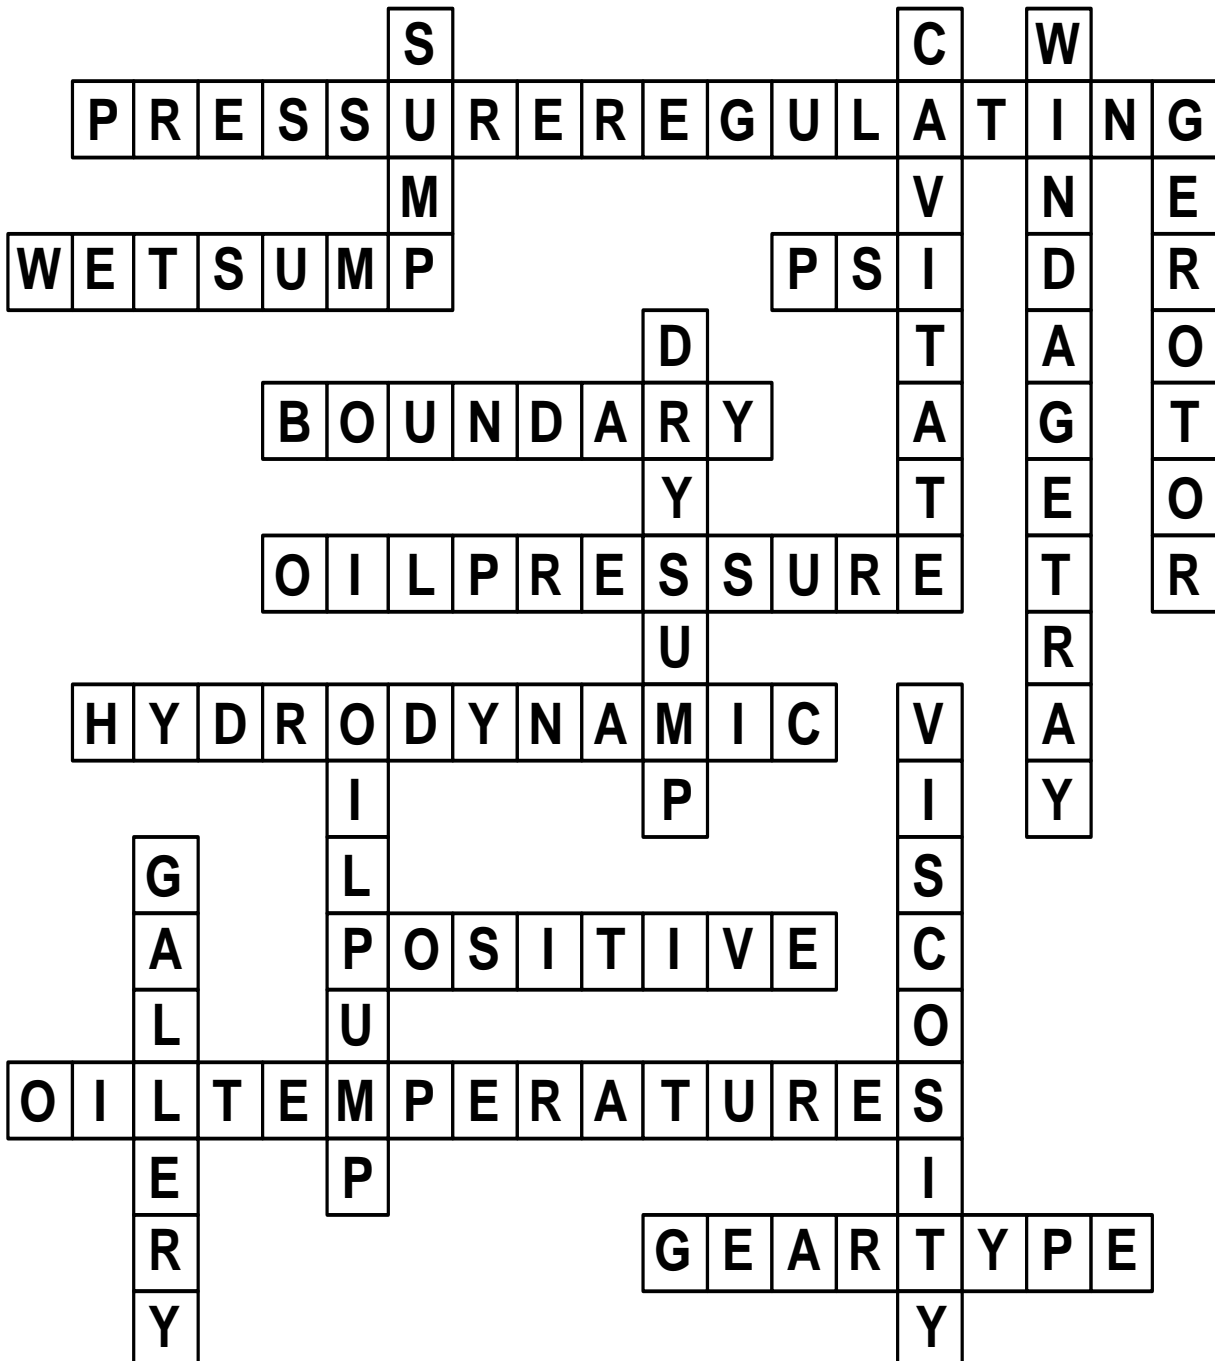 S C W
PRESSUREREGULATING
M V N E
WETSUMP PSI D R
D T A O
BOUNDARY A G T
Y T E O
OILPRESSURE T R
U R
HYDRODYNAMIC V A
I P I Y
G L S
A POSITIVE C
L U O
OILTEMPERATURES
E P I
R GEARTYPE
Y Y